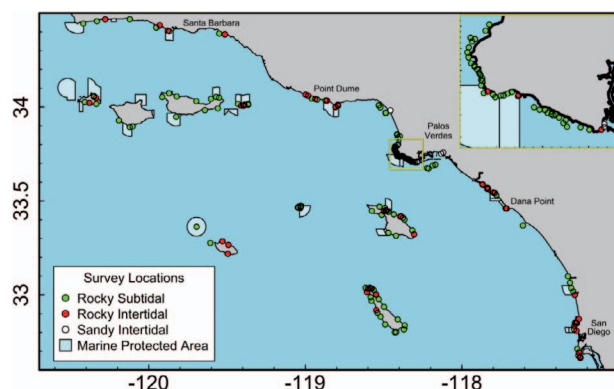 Santa Barbara
Point Dume
34
Palos
Verdes
33.5
Dana Point
33
San
Diego
Survey Locations
Rocky Subtidal
Rocky Intertidal
Sandy Intertidal
Marine Protected Area
-120
-119
-118